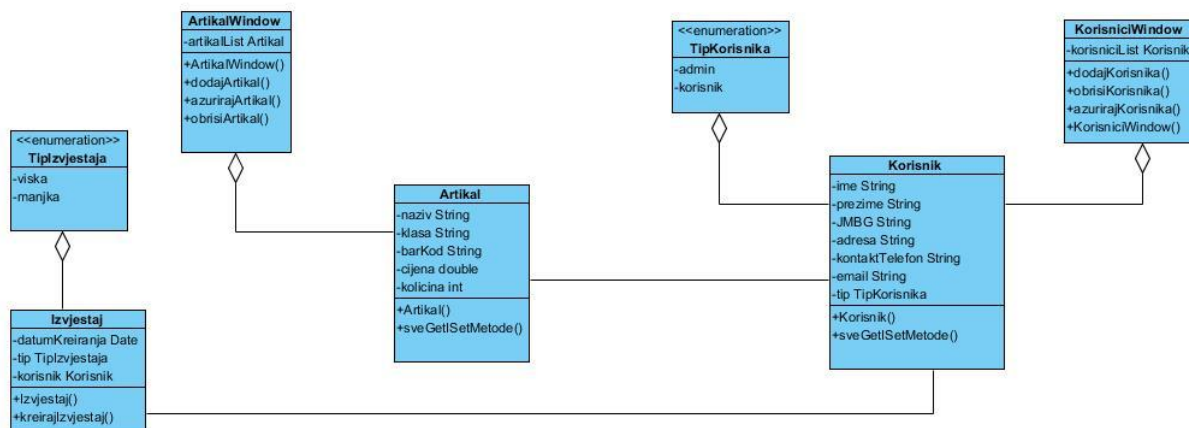 ArtikalWindow
-artikalList Artikal
+ArtikalWindow()
+dodajArtikal()
+azurirajArtikal()
+obrisiArtikal()
<<enumeration>>
TipKorisnika
-admin
-korisnik
KorisniciWindow
-korisniciList Korisnik
+dodajKorisnika()
+obrisiKorisnika()
+azurirajKorisnika()
+KorisniciWindow()
<<enumeration>>
TipIzvjestaja
-viska
-manjka
Artikal
-naziv String
-klasa String
-barKod String
-cijena double
-kolicina int
+Artikal()
+sveGetISetMetode()
Korisnik
-ime String
-prezime String
-JMBG String
-adresa String
-kontaktTelefon String
-email String
-tip TipKorisnika
+Korisnik()
+sveGetISetMetode()
Izvjestaj
-datumKreiranja Date
-tip TipIzvjestaja
-korisnik Korisnik
+Izvjestaj()
+kreirajIzvjestaj()